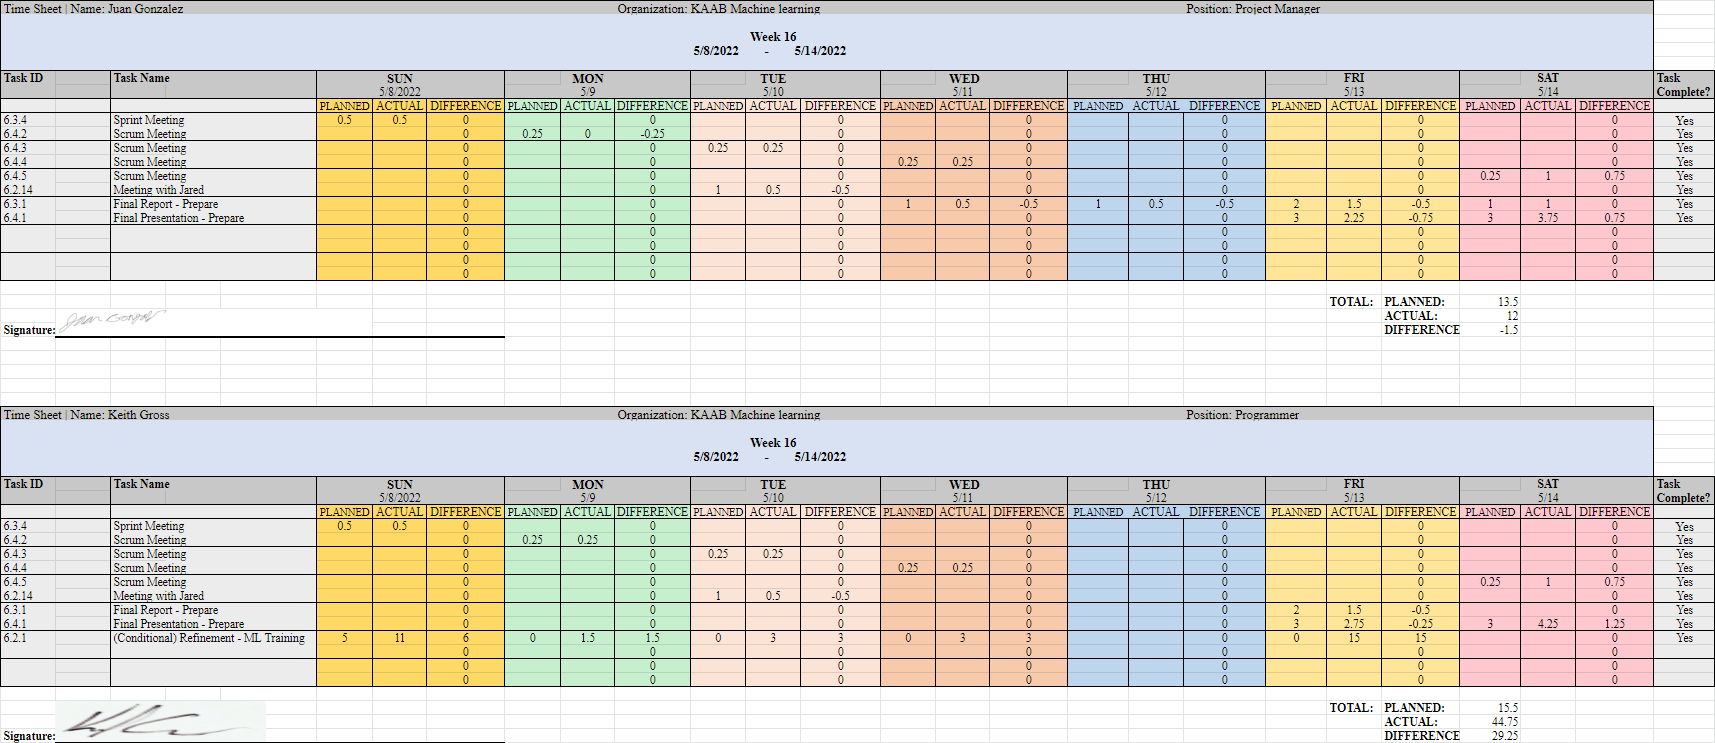 Time Sheet | Name: Juan Gonzalez Organization: KAAB Machine learning Position: Project Manager
Week 16
5/8/2022 - 5/14/2022
Task ID Task Name SUN MON TUE WED THU FRI SAT Task
5/8/2022 5/9 5/10 5/11 5/12 5/13 5/14 Complete?
PLANNED ACTUAL DIFFERENCE PLANNED ACTUAL DIFFERENCE PLANNED ACTUAL DIFFERENCE PLANNED ACTUAL DIFFERENCE PLANNED ACTUAL DIFFERENCE PLANNED ACTUAL DIFFERENCE PLANNED ACTUAL DIFFERENCE
6.3.4 Sprint Meeting 0.5 0.5 0 0 0 0 0 0 0 Yes
6.4.2 Scrum Meeting 0 0.25 0 -0.25 0 0 0 0 0 Yes
6.4.3 Scrum Meeting 0 0 0.25 0.25 0 0 0 0 0 Yes
6.4.4 Scrum Meeting 0 0 0 0.25 0.25 0 0 0 0 Yes
6.4.5 Scrum Meeting 0 0 0 0 0 0 0.25 1 0.75 Yes
6.2.14 Meeting with Jared 0 0 1 0.5 -0.5 0 0 0 0 Yes
6.3.1 Final Report - Prepare 0 0 0 1 0.5 -0.5 1 0.5 -0.5 2 1.5 -0.5 1 1 0 Yes
6.4.1 Final Presentation - Prepare 0 0 0 0 0 3 2.25 -0.75 3 3.75 0.75 Yes
0 0 0 0 0 0 0
0 0 0 0 0 0 0
0 0 0 0 0 0 0
0 0 0 0 0 0 0
TOTAL: PLANNED: 13.5
ACTUAL: 12
Signature: Juan Gonzalez DIFFERENCE -1.5
Time Sheet | Name: Keith Gross Organization: KAAB Machine learning Position: Programmer
Week 16
5/8/2022 - 5/14/2022
Task ID Task Name SUN MON TUE WED THU FRI SAT Task
5/8/2022 5/9 5/10 5/11 5/12 5/13 5/14 Complete?
PLANNED ACTUAL DIFFERENCE PLANNED ACTUAL DIFFERENCE PLANNED ACTUAL DIFFERENCE PLANNED ACTUAL DIFFERENCE PLANNED ACTUAL DIFFERENCE PLANNED ACTUAL DIFFERENCE PLANNED ACTUAL DIFFERENCE
6.3.4 Sprint Meeting 0.5 0.5 0 0 0 0 0 0 0 Yes
6.4.2 Scrum Meeting 0 0.25 0.25 0 0 0 0 0 0 Yes
6.4.3 Scrum Meeting 0 0 0.25 0.25 0 0 0 0 0 Yes
6.4.4 Scrum Meeting 0 0 0 0.25 0.25 0 0 0 0 Yes
6.4.5 Scrum Meeting 0 0 0 0 0 0 0.25 1 0.75 Yes
6.2.14 Meeting with Jared 0 0 1 0.5 -0.5 0 0 0 0 Yes
6.3.1 Final Report - Prepare 0 0 0 0 0 2 1.5 -0.5 0 Yes
6.4.1 Final Presentation - Prepare 0 0 0 0 0 3 2.75 -0.25 3 4.25 1.25 Yes
6.2.1 (Conditional) Refinement - ML Training 5 11 6 0 1.5 1.5 0 3 3 0 3 3 0 0 15 15 0 Yes
0 0 0 0 0 0 0
0 0 0 0 0 0 0
0 0 0 0 0 0 0
TOTAL: PLANNED: 15.5
ACTUAL: 44.75
Signature: DIFFERENCE 29.25